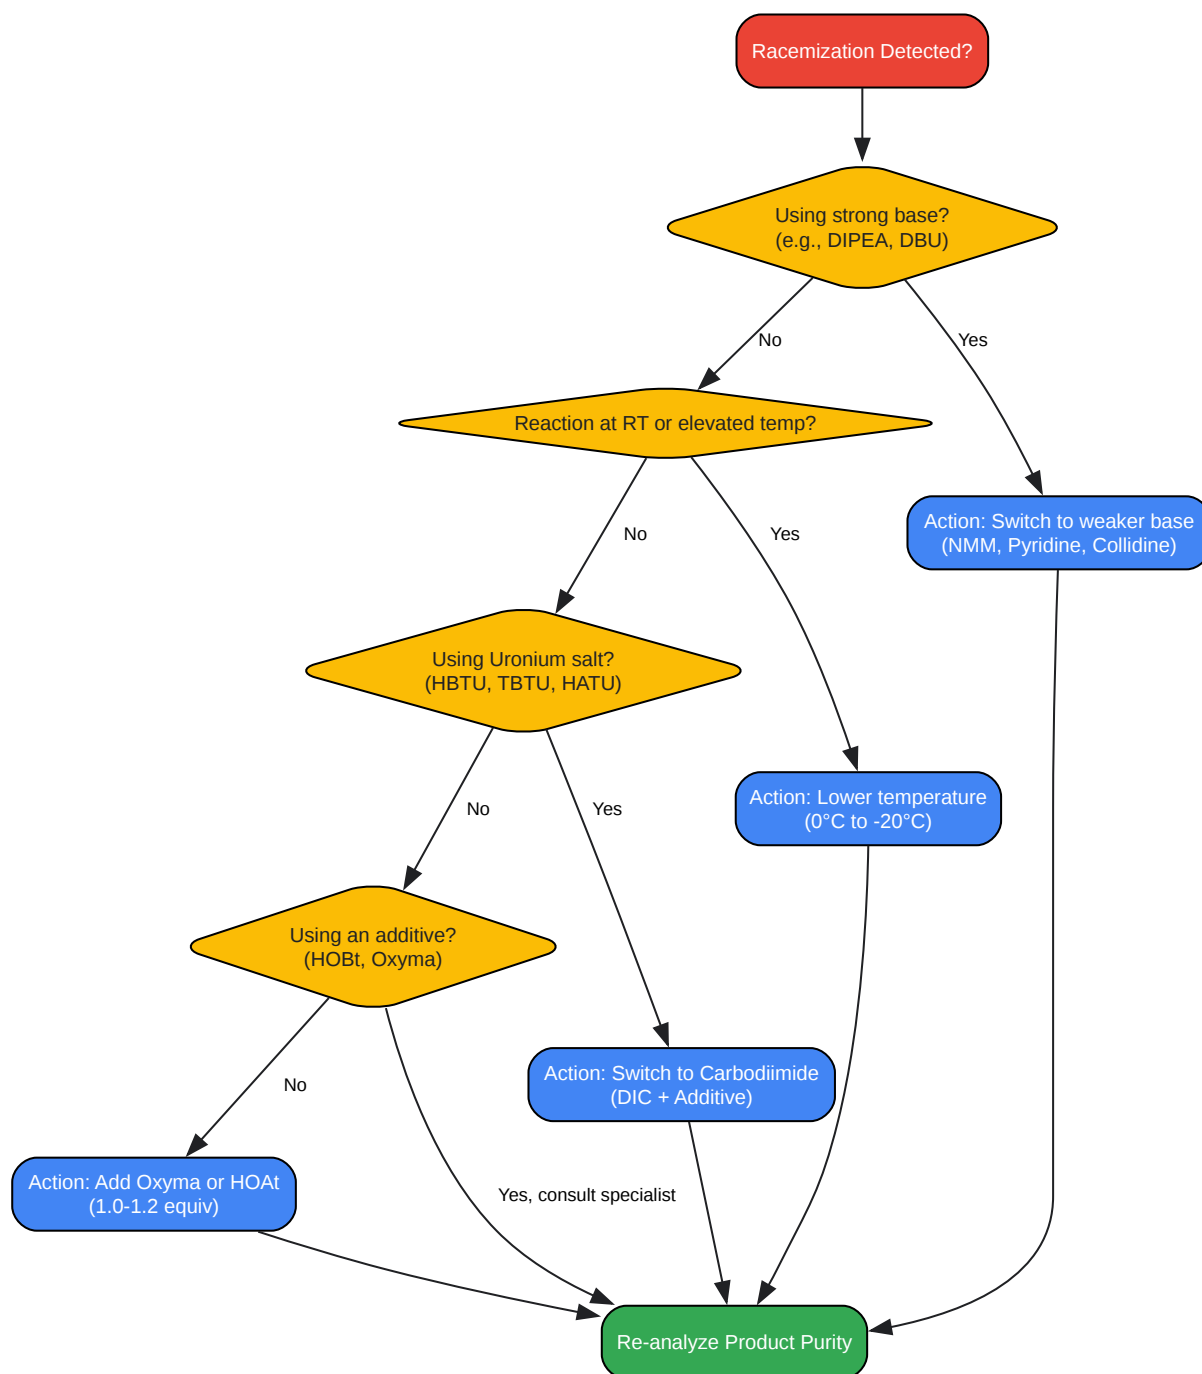 Racemization Detected?
Using strong base?
(e.g., DIPEA, DBU)
No
Yes
Reaction at RT or elevated temp?
Action: Switch to weaker base
(NMM, Pyridine, Collidine)
No
Yes
Using Uronium salt?
(HBTU, TBTU, HATU)
Action: Lower temperature
(0°C to -20°C)
No
Yes
Using an additive?
(HOBt, Oxyma)
Action: Switch to Carbodiimide
(DIC + Additive)
No
Action: Add Oxyma or HOAt
(1.0-1.2 equiv)
Yes, consult specialist
Re-analyze Product Purity